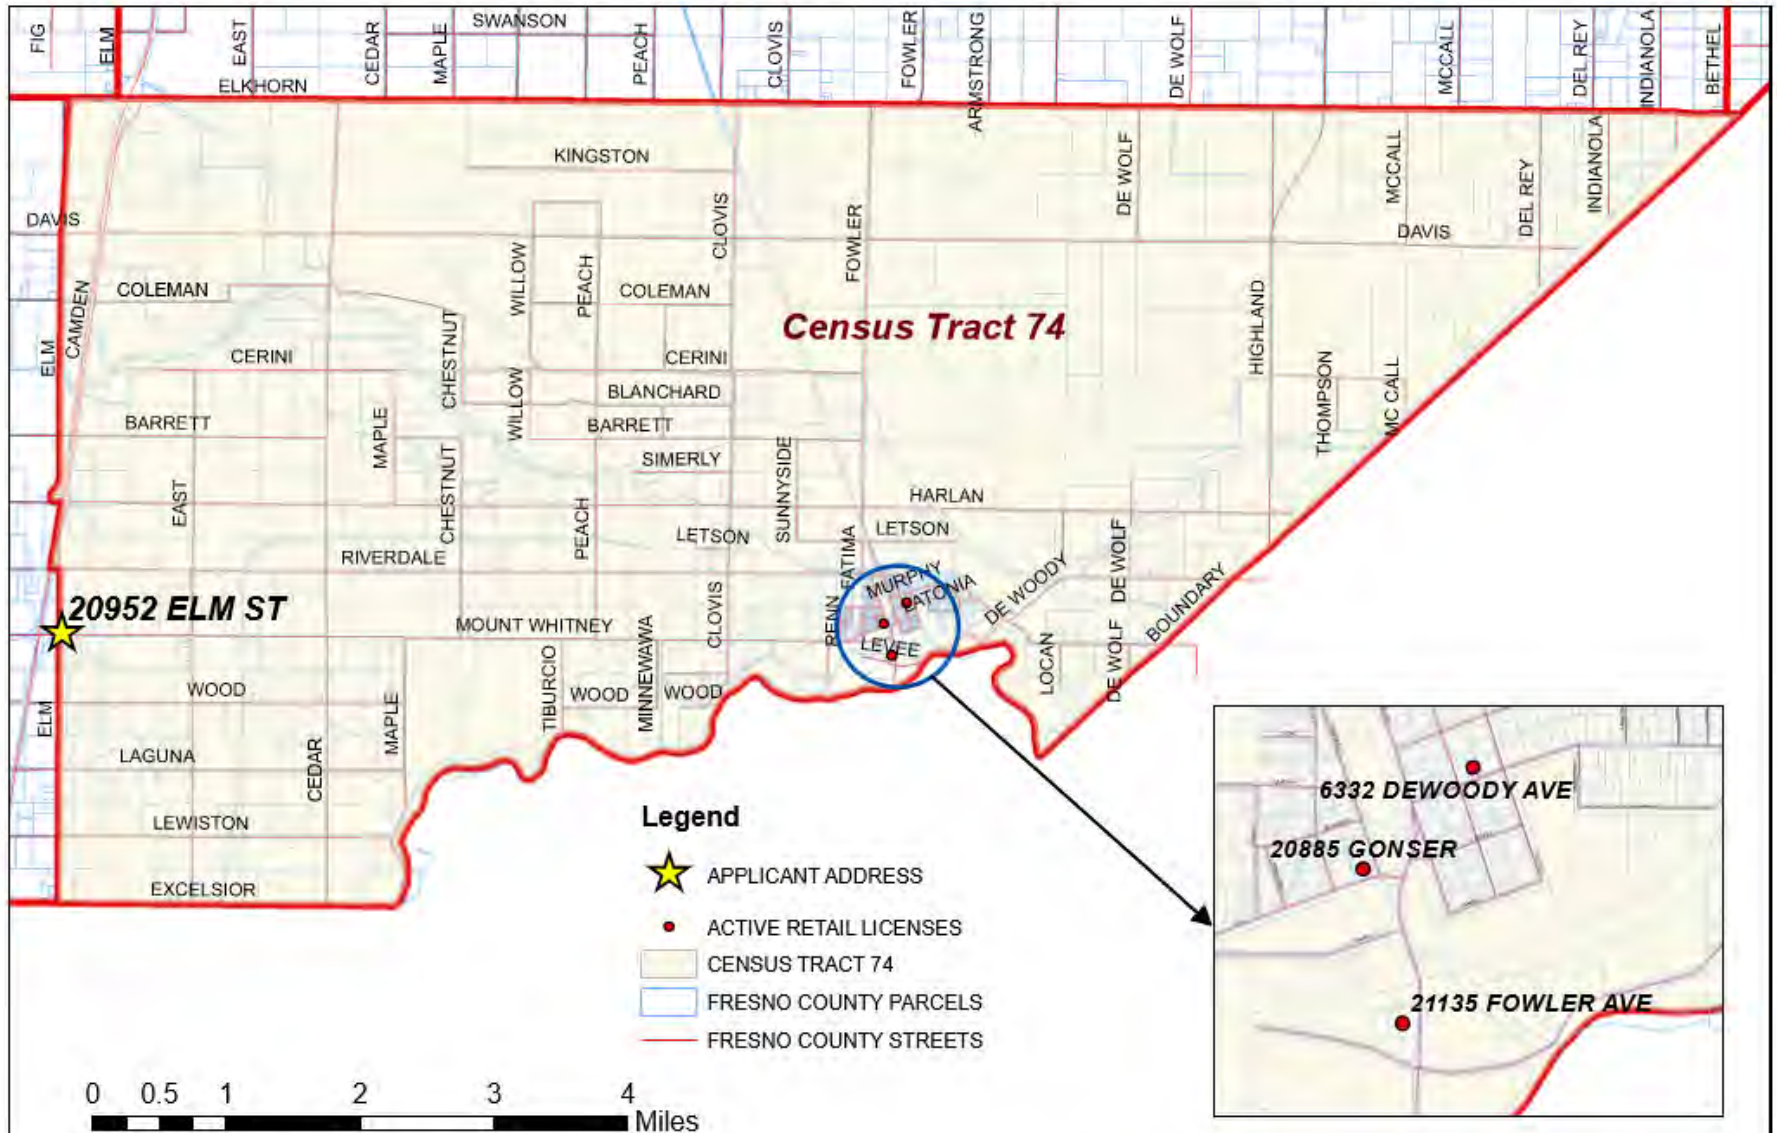 FIG
ELM
EAST
CEDAR
MAPLE
SWANSON
PEACH
CLOVIS
FOWLER
ARMSTRONG
DE WOLF
MCCALL
DEL REY
INDIANOLA
BETHEL
ELKHORN
KINGSTON
DE WOLF
MCCALL
DEL REY
INDIANOLA
DAVIS
CLOVIS
FOWLER
DAVIS
CAMDEN
COLEMAN
WILLOW
PEACH
COLEMAN
HIGHLAND
Census Tract 74
ELM
CERINI
CHESTNUT
CERINI
THOMPSON
MC CALL
WILLOW
BLANCHARD
BARRETT
MAPLE
BARRETT
SIMERLY
SUNNYSIDE
EAST
CHESTNUT
PEACH
HARLAN
LETSON
LETSON
RIVERDALE
FATIMA
MURPHY
LATONIA
DE WOODY
DE WOLF
BOUNDARY
20952 ELM ST
MOUNT WHITNEY
MINNEWAWA
CLOVIS
RENN
LEVEE
LOCAN
DE WOLF
ELM
WOOD
MAPLE
TIBURCIO
WOOD
WOOD
LAGUNA
CEDAR
LEWISTON
EXCELSIOR
6332 DEWOODY AVE
20885 GONSER
21135 FOWLER AVE
Legend
APPLICANT ADDRESS
ACTIVE RETAIL LICENSES
CENSUS TRACT 74
FRESNO COUNTY PARCELS
FRESNO COUNTY STREETS
0 0.5 1 2 3 4
Miles